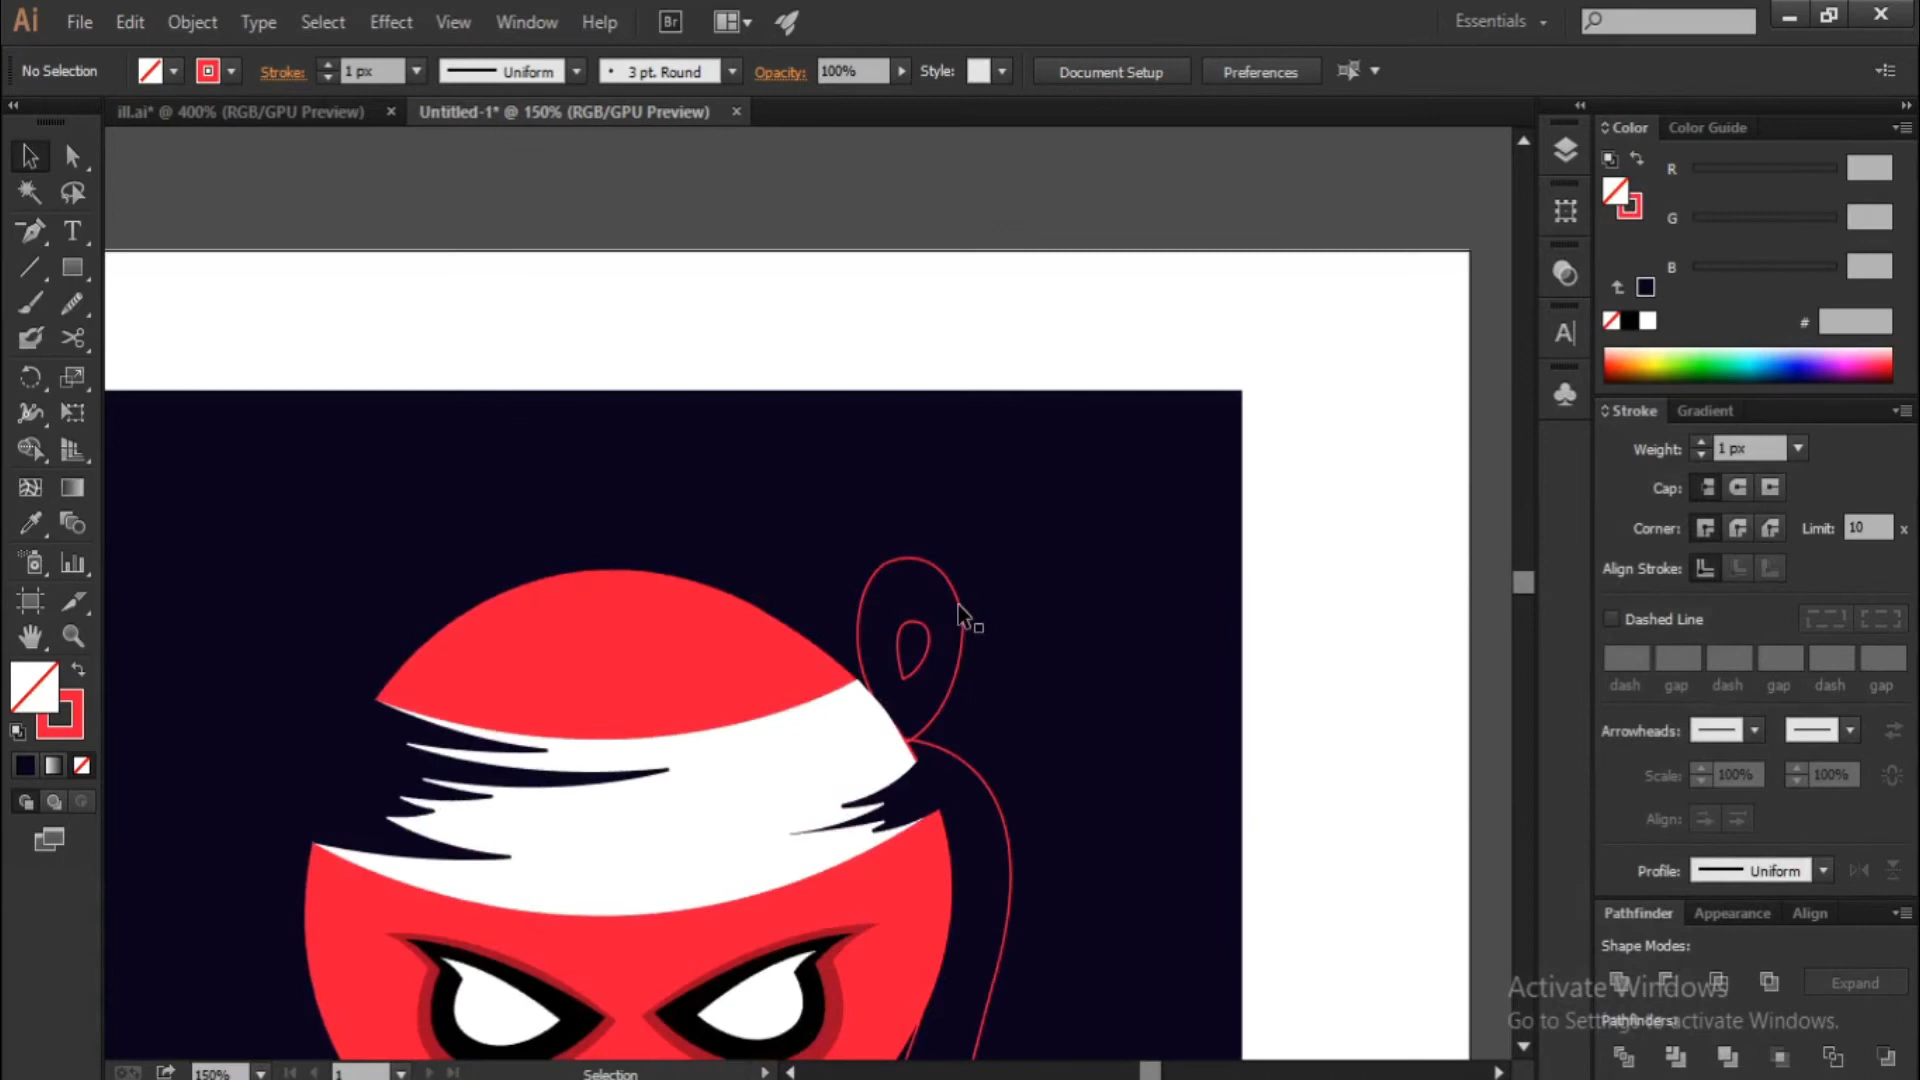 Ai File Edit Object Select Type Effect View Window Help Br Essentials
No Selection Stroke: 1 px Uniform 3 pt. Round Opacity: 100% Style: Document Setup Preferences
ill.ai* @ 400% (RGB/GPU Preview) × Untitled-1* @ 150% (RGB/GPU Preview) ×
Color Color Guide
R
G
B
#
Stroke Gradient
Weight: 1 px
Cap:
Corner: Limit: 10 x
Align Stroke:
Dashed Line
dash gap dash gap dash gap
Arrowheads:
Scale: 100% 100%
Align:
Profile: Uniform
Pathfinder Appearance Align
Shape Modes:
Expand
Activate Windows
Go to Settings to activate Windows.
Pathfinders:
150% 1 Selection